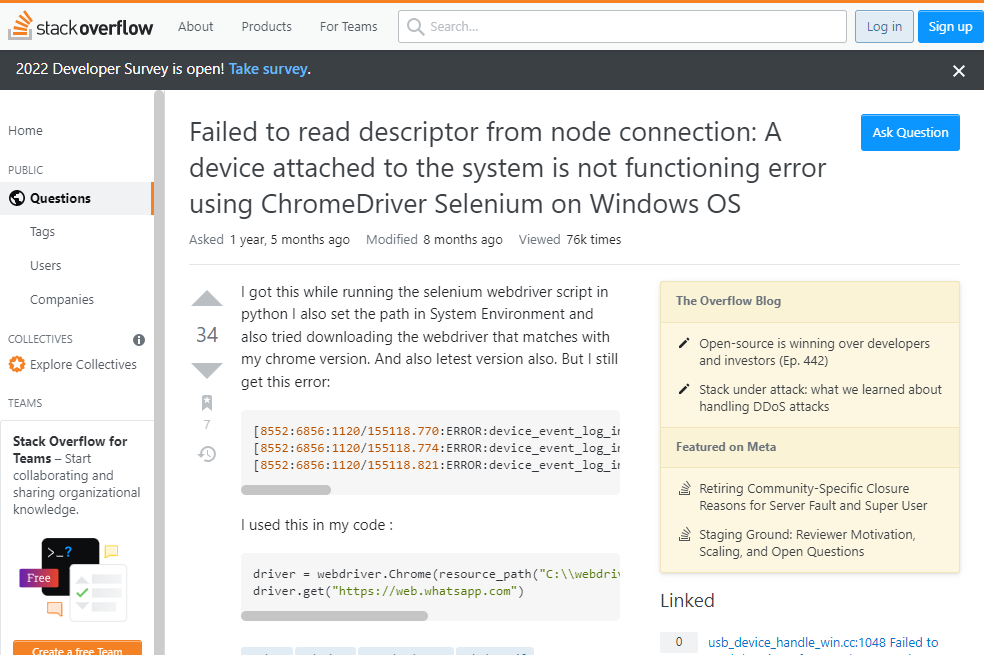 stack overflow
About
Products
For Teams
Search...
Log in
Sign up
2022 Developer Survey is open! Take survey.
Home
PUBLIC
Questions
Tags
Users
Companies
COLLECTIVES
Explore Collectives
TEAMS
Stack Overflow for
Teams – Start
collaborating and
sharing organizational
knowledge.
>_?
Free
Create a free Team
Failed to read descriptor from node connection: A
device attached to the system is not functioning error
using ChromeDriver Selenium on Windows OS
Ask Question
Asked 1 year, 5 months ago Modified 8 months ago Viewed 76k times
34
7
I got this while running the selenium webdriver script in
python I also set the path in System Environment and
also tried downloading the webdriver that matches with
my chrome version. And also letest version also. But I still
get this error:
[8552:6856:1120/155118.770:ERROR:device_event_log_i
[8552:6856:1120/155118.774:ERROR:device_event_log_i
[8552:6856:1120/155118.821:ERROR:device_event_log_i
I used this in my code :
driver = webdriver.Chrome(resource_path("C:\\webdriv
driver.get("https://web.whatsapp.com")
The Overflow Blog
Open-source is winning over developers
and investors (Ep. 442)
Stack under attack: what we learned about
handling DDoS attacks
Featured on Meta
Retiring Community-Specific Closure
Reasons for Server Fault and Super User
Staging Ground: Reviewer Motivation,
Scaling, and Open Questions
Linked
0
usb_device_handle_win.cc:1048 Failed to